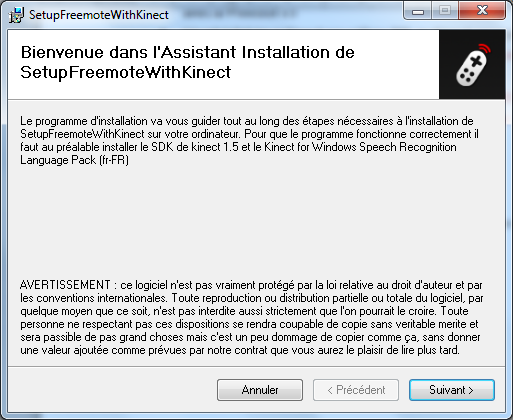 SetupFreemoteWithKinect
Bienvenue dans l'Assistant Installation de
SetupFreemoteWithKinect
Le programme d'installation va vous guider tout au long des étapes nécessaires à l'installation de
SetupFreemoteWithKinect sur votre ordinateur. Pour que le programme fonctionne correctement il
faut au préalable installer le SDK de kinect 1.5 et le Kinect for Windows Speech Recognition
Language Pack (fr-FR)
AVERTISSEMENT : ce logiciel n'est pas vraiment protégé par la loi relative au droit d'auteur et par
les conventions internationales. Toute reproduction ou distribution partielle ou totale du logiciel, par
quelque moyen que ce soit, n'est pas interdite aussi strictement que l'on pourrait le croire. Toute
personne ne respectant pas ces dispositions se rendra coupable de copie sans veritable merite et
sera passible de pas grand choses mais c'est un peu dommage de copier comme ça, sans donner
une valeur ajoutée comme prévues par notre contrat que vous aurez le plaisir de lire plus tard.
Annuler
< Précédent
Suivant >